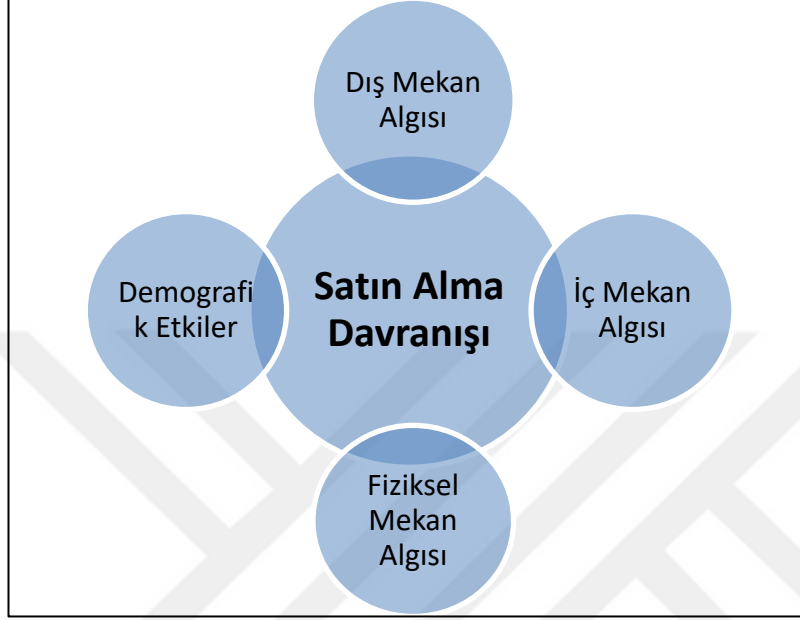 Dış Mekan
Algısı
Demografi
k Etkiler
Satın Alma
Davranışı
İç Mekan
Algısı
Fiziksel
Mekan
Algısı